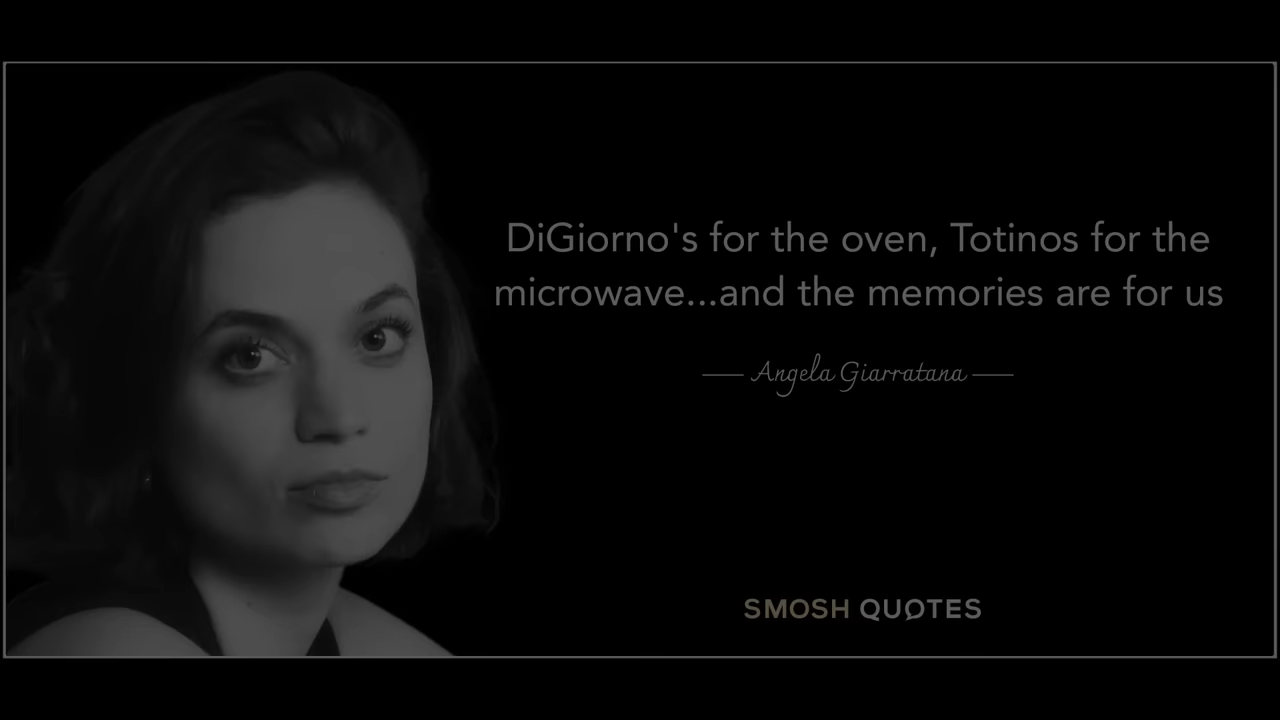 DiGiorno's for the oven, Totinos for the
microwave...and the memories are for us
Angela Giarratana
SMOSH QUOTES